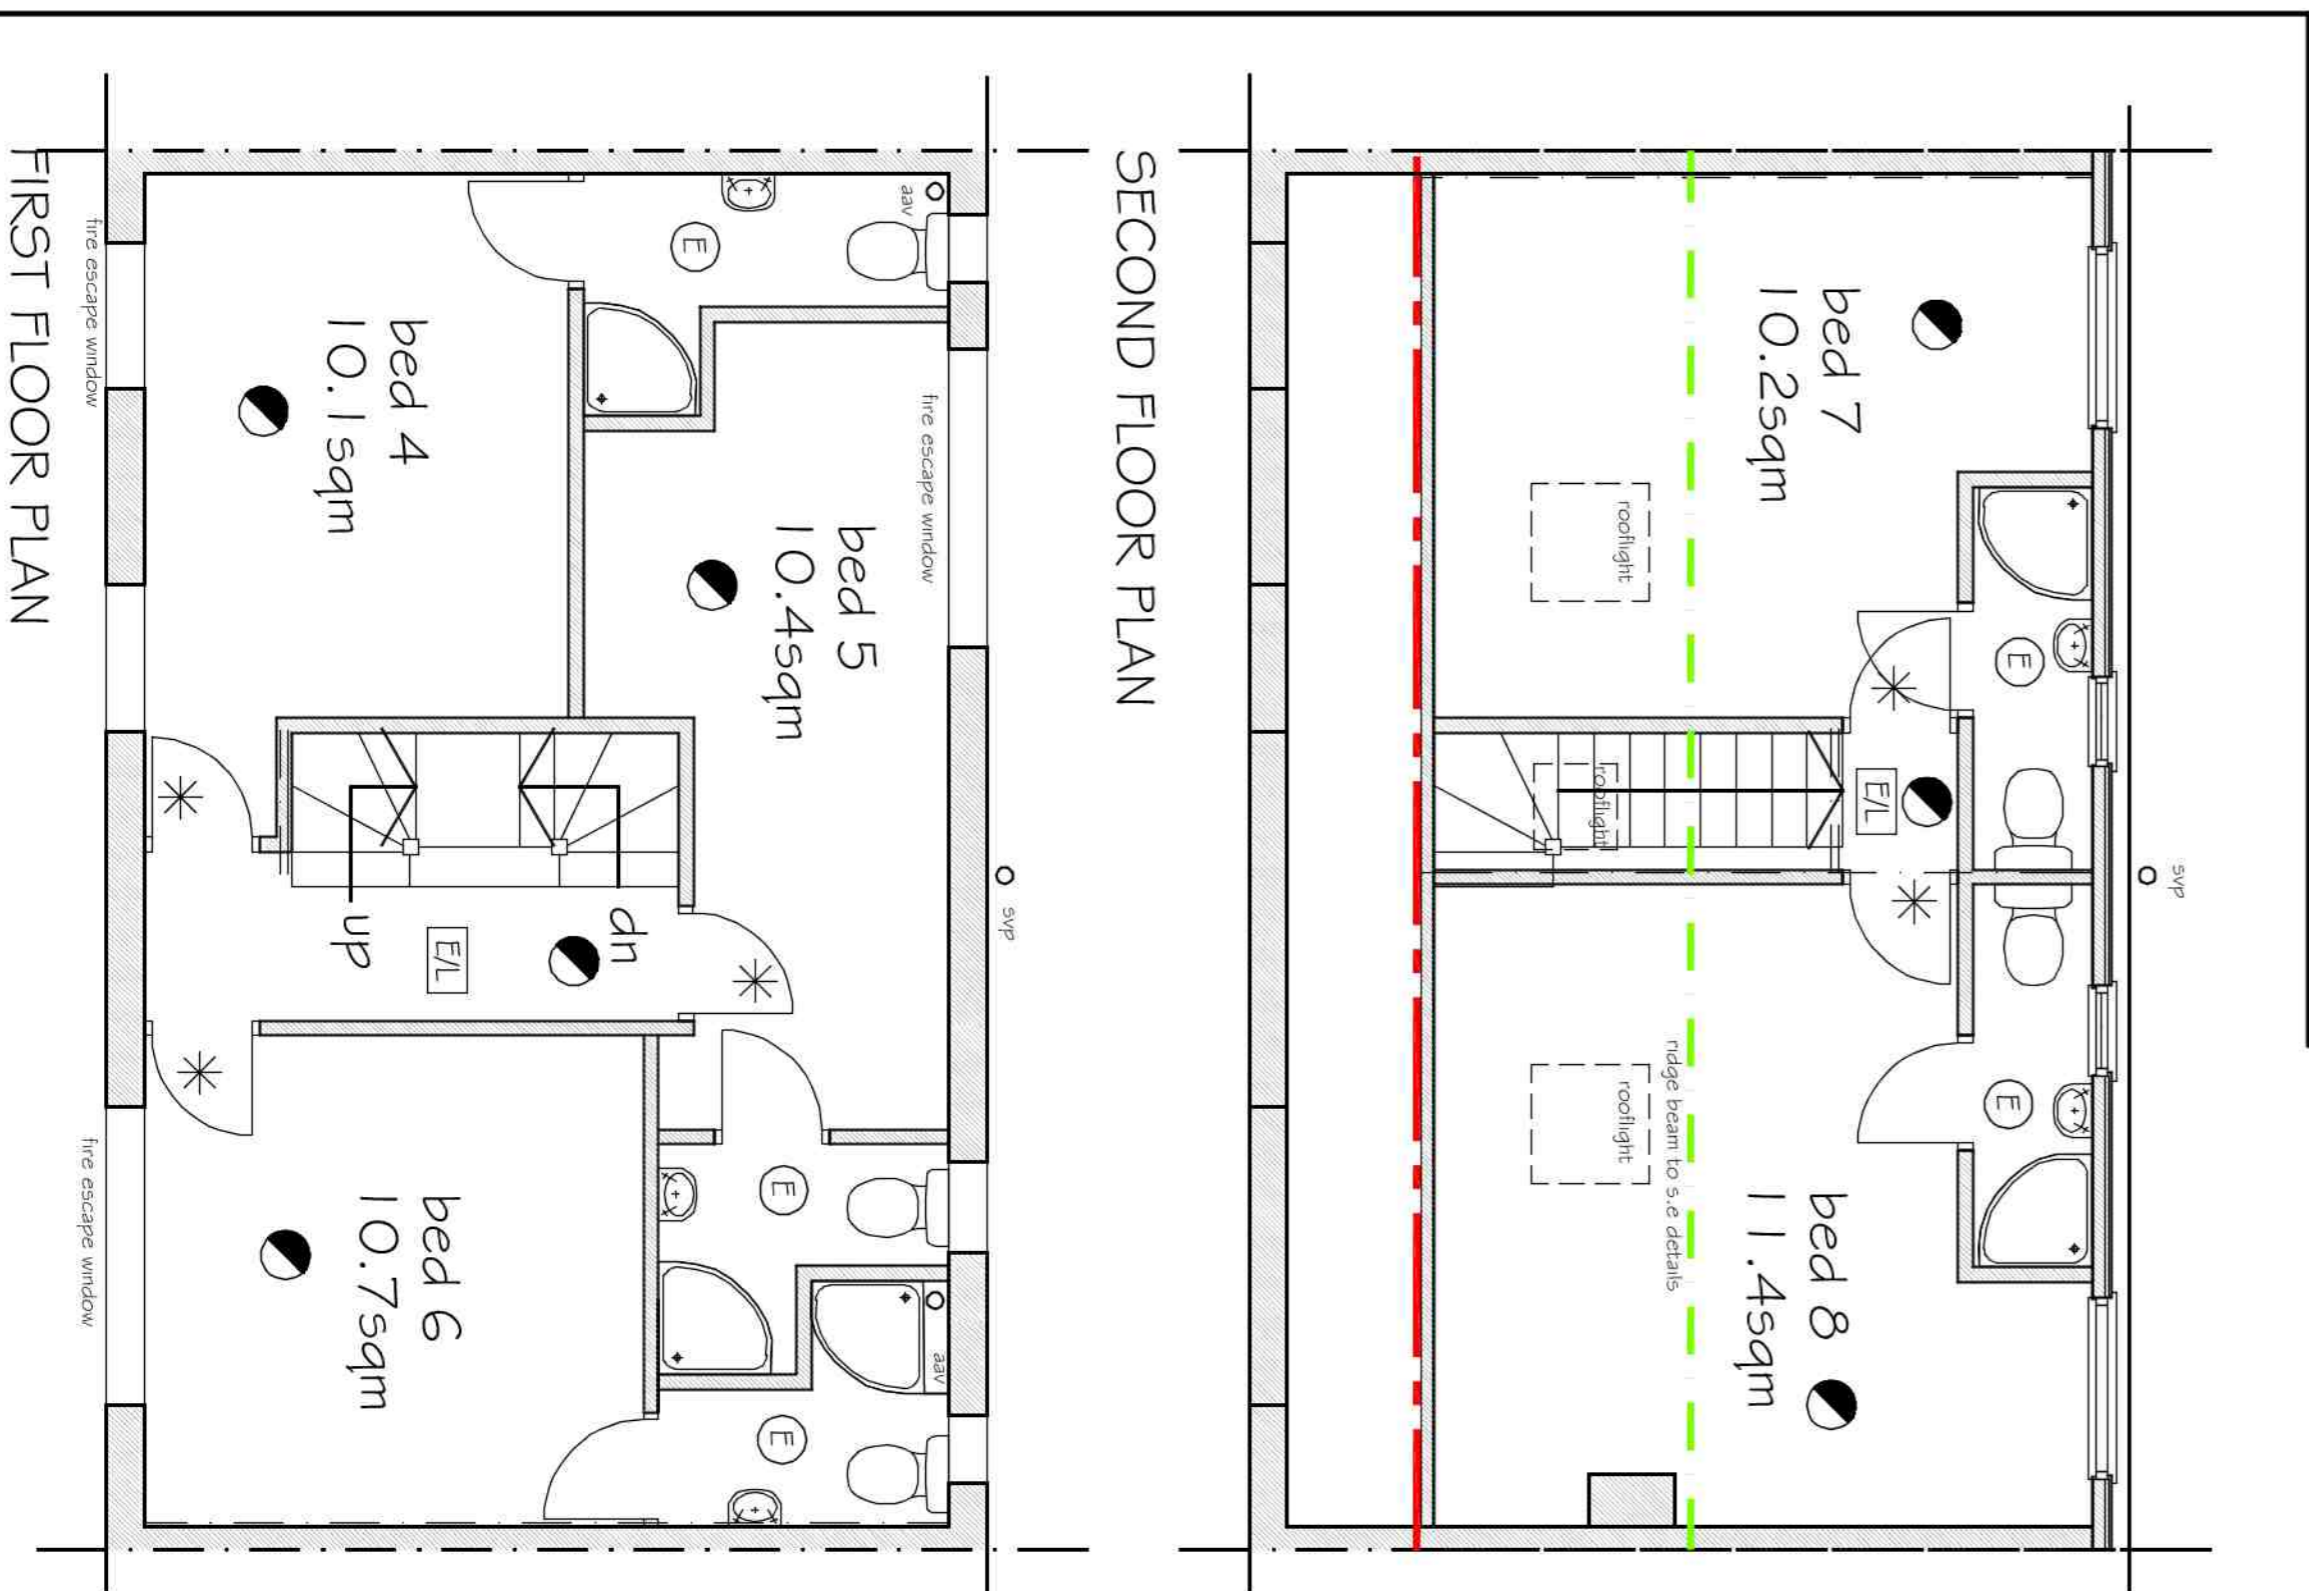 SECOND FLOOR PLAN
svp
bed 7
10.2sqm
rooflight
E
E/L
rooflight
E
ridge beam to s.e details
rooflight
bed 8
11.4sqm
FIRST FLOOR PLAN
aav
E
fire escape window
fire escape window
bed 4
10.1sqm
bed 5
10.4sqm
svp
dn
up
E/L
E
fire escape window
bed 6
10.7sqm
aav
E